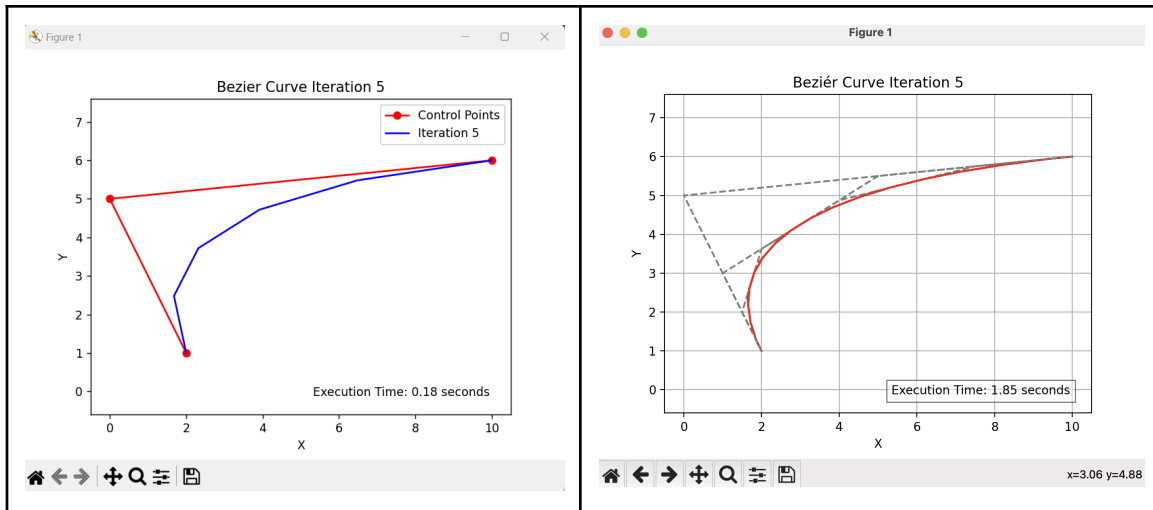 Figure 1
Bezier Curve Iteration 5
Control Points
Iteration 5
7
6
5
4
3
2
1
0
Y
Execution Time: 0.18 seconds
0 2 4 6 8 10
X
Figure 1
Beziér Curve Iteration 5
7
6
5
4
3
2
1
0
Y
Execution Time: 1.85 seconds
0 2 4 6 8 10
X
x=3.06 y=4.88